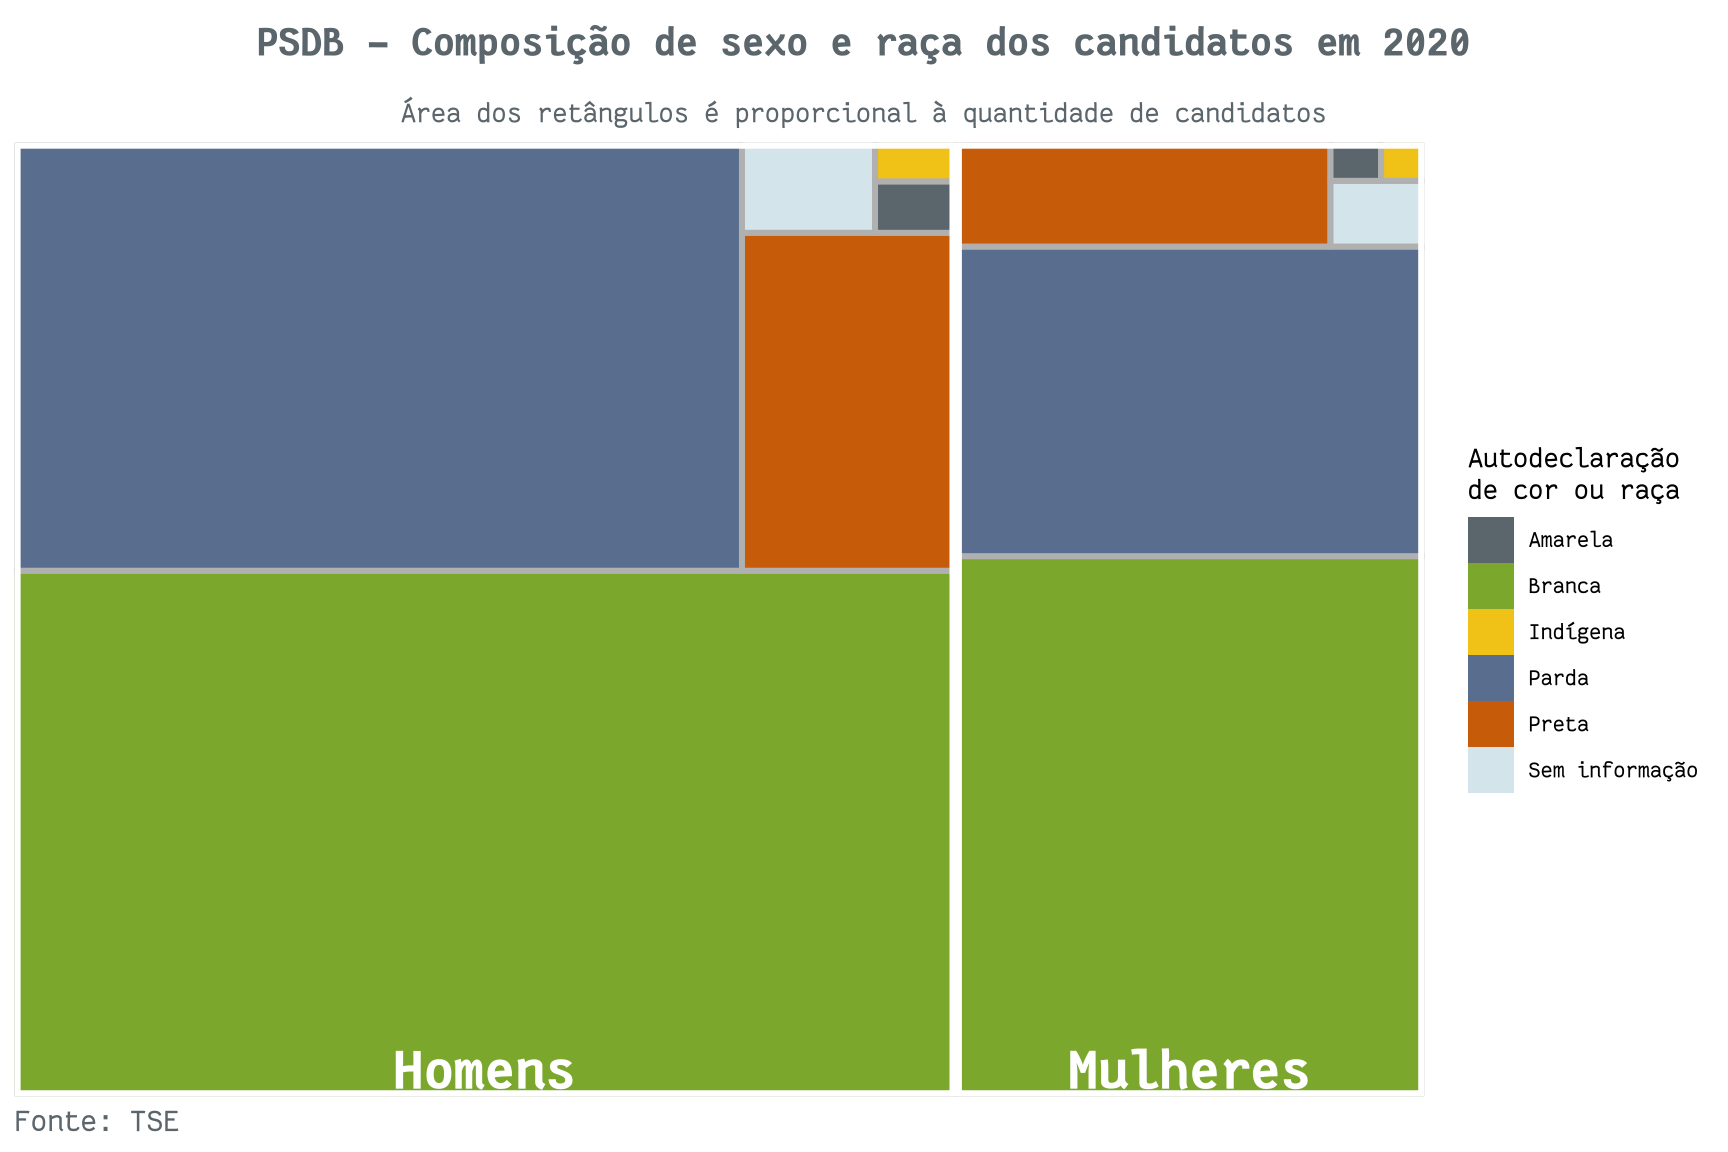 PSDB – Composição de sexo e raça dos candidatos em 2020
Área dos retângulos é proporcional à quantidade de candidatos
Autodeclaração
de cor ou raça
Amarela
Branca
Indígena
Parda
Preta
Sem informação
Homens
Mulheres
Fonte: TSE